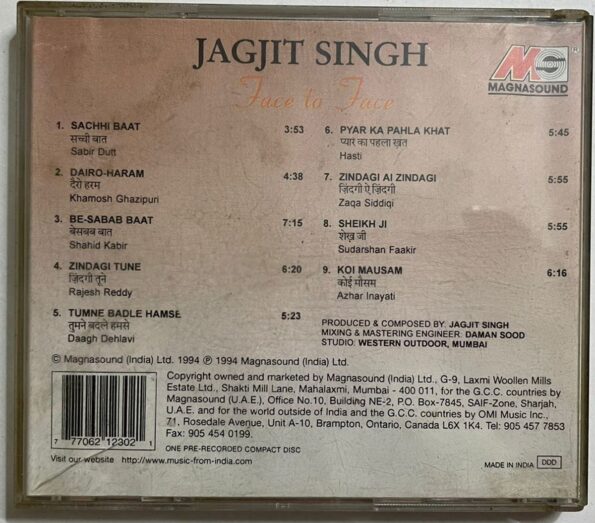 JAGJIT SINGH
Face to Face
MS
®
MAGNASOUND
1. SACHHI BAAT 3:53
सच्ची बात
Sabir Dutt
2. DAIRO-HARAM 4:38
दैरो हरम
Khamosh Ghazipuri
3. BE-SABAB BAAT 7:15
बेसबब बात
Shahid Kabir
4. ZINDAGI TUNE 6:20
ज़िंदगी तूने
Rajesh Reddy
5. TUMNE BADLE HAMSE 5:23
तुमने बदले हमसे
Daagh Dehlavi
6. PYAR KA PAHLA KHAT 5:45
प्यार का पहला ख़त
Hasti
7. ZINDAGI AI ZINDAGI 5:55
ज़िंदगी ऐ ज़िंदगी
Zaqa Siddiqi
8. SHEIKH JI 5:55
शेख़ जी
Sudarshan Faakir
9. KOI MAUSAM 6:16
कोई मौसम
Azhar Inayati
PRODUCED & COMPOSED BY: JAGJIT SINGH
MIXING & MASTERING ENGINEER: DAMAN SOOD
STUDIO: WESTERN OUTDOOR, MUMBAI
© Magnasound (India) Ltd. 1994 ℗ 1994 Magnasound (India) Ltd.
Copyright owned and marketed by Magnasound (India) Ltd., G-9, Laxmi Woollen Mills
Estate Ltd., Shakti Mill Lane, Mahalaxmi, Mumbai - 400 011, for the G.C.C. countries by
Magnasound (U.A.E.), Office No.10, Building NE-2, P.O. Box-7845, SAIF-Zone, Sharjah,
U.A.E. and for the world outside of India and the G.C.C. countries by OMI Music Inc.,
71, Rosedale Avenue, Unit A-10, Brampton, Ontario, Canada L6X 1K4. Tel: 905 457 7853
Fax: 905 454 0199.
7 77062 12302 1
ONE PRE-RECORDED COMPACT DISC
Visit our website http://www.music-from-india.com
MADE IN INDIA DDD